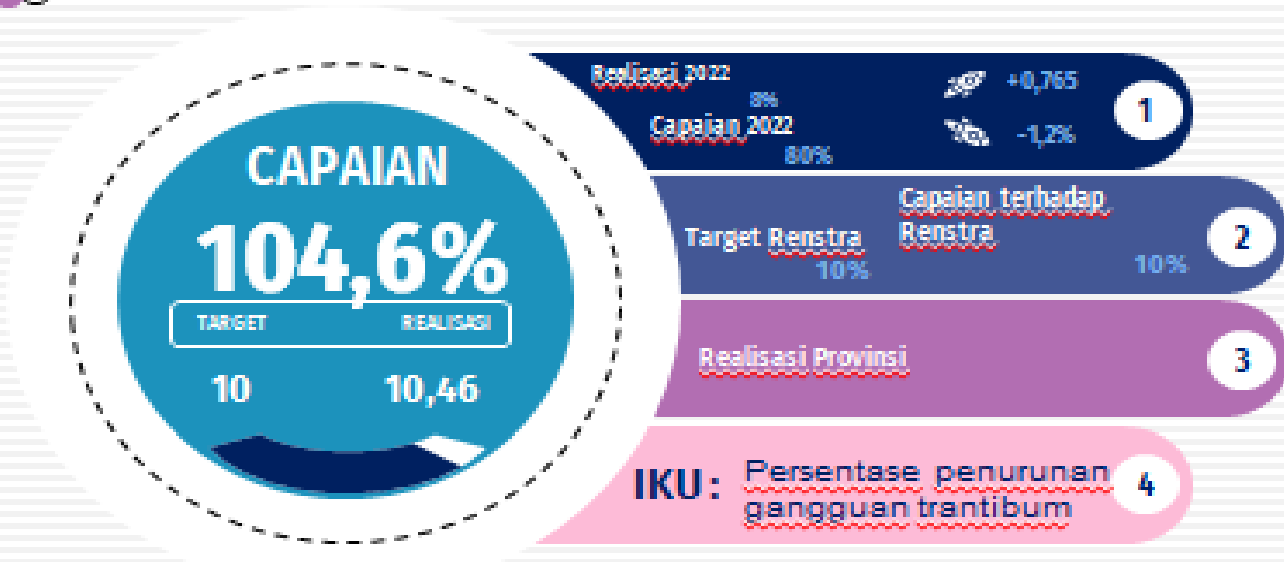 CAPAIAN
104,6%
TARGET REALISASI
10 10,46
Realisasi 2022
8%
Capaian 2022
80%
+0,765
-1,2%
1
Target Renstra
10%
Capaian terhadap
Renstra
10%
2
Realisasi Provinsi
3
IKU: Persentase penurunan
gangguan trantibum
4